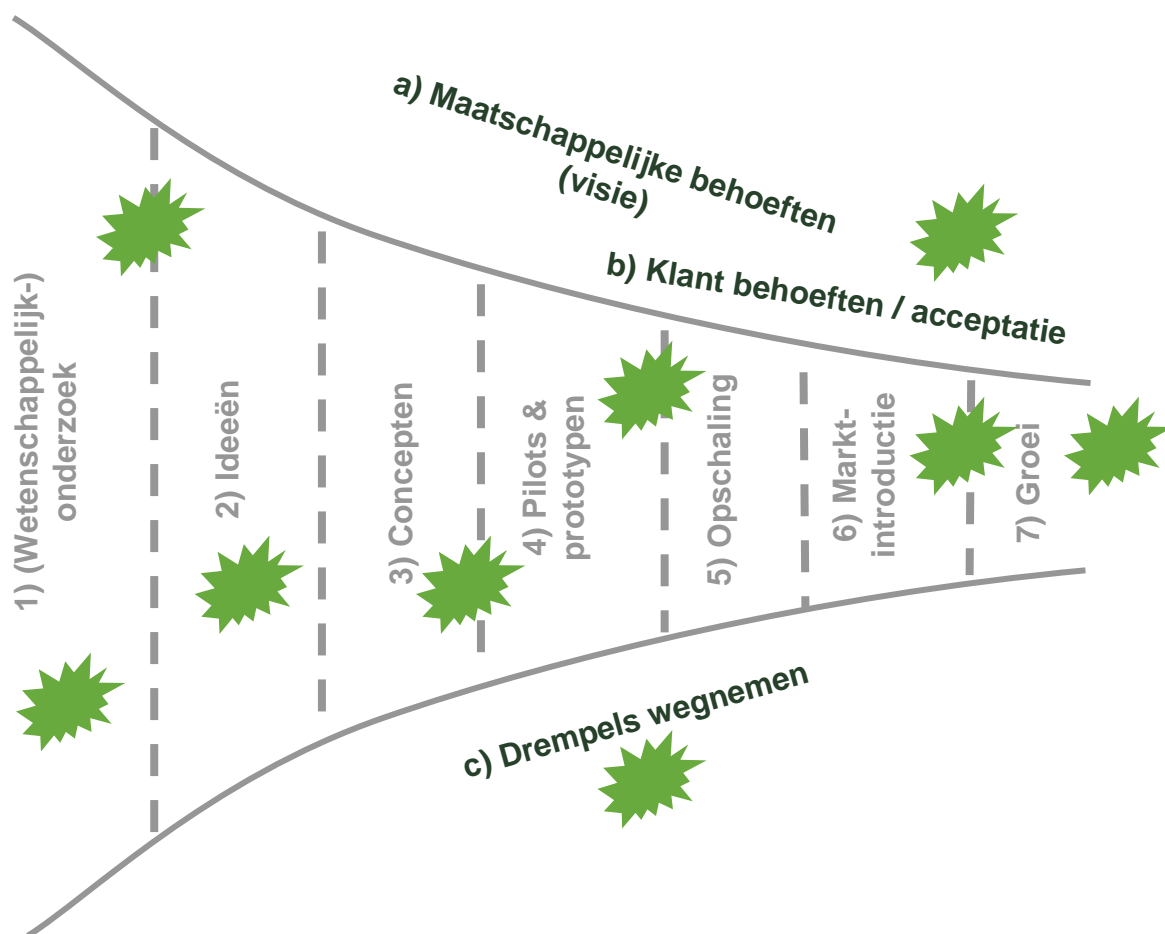 a) Maatschappelijke behoeften
(visie)
b) Klant behoeften / acceptatie
1) (Wetenschappelijk-)
onderzoek
2) Ideeën
3) Concepten
4) Pilots &
prototypen
5) Opschaling
6) Markt-
introductie
7) Groei
c) Drempels wegnemen